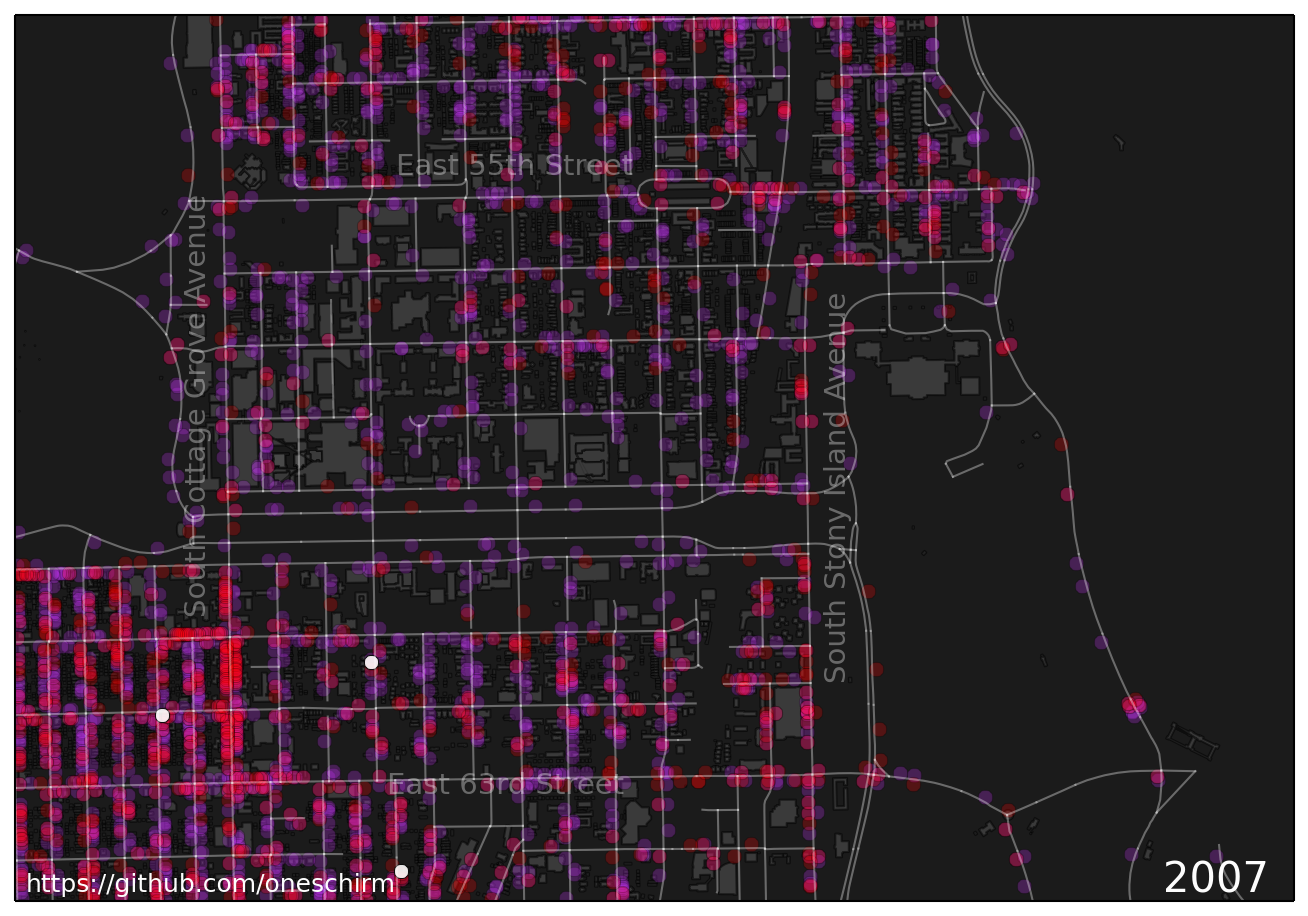 East 55th Street
South Cottage Grove Avenue
South Stony Island Avenue
East 63rd Street
https://github.com/oneschirm
2007